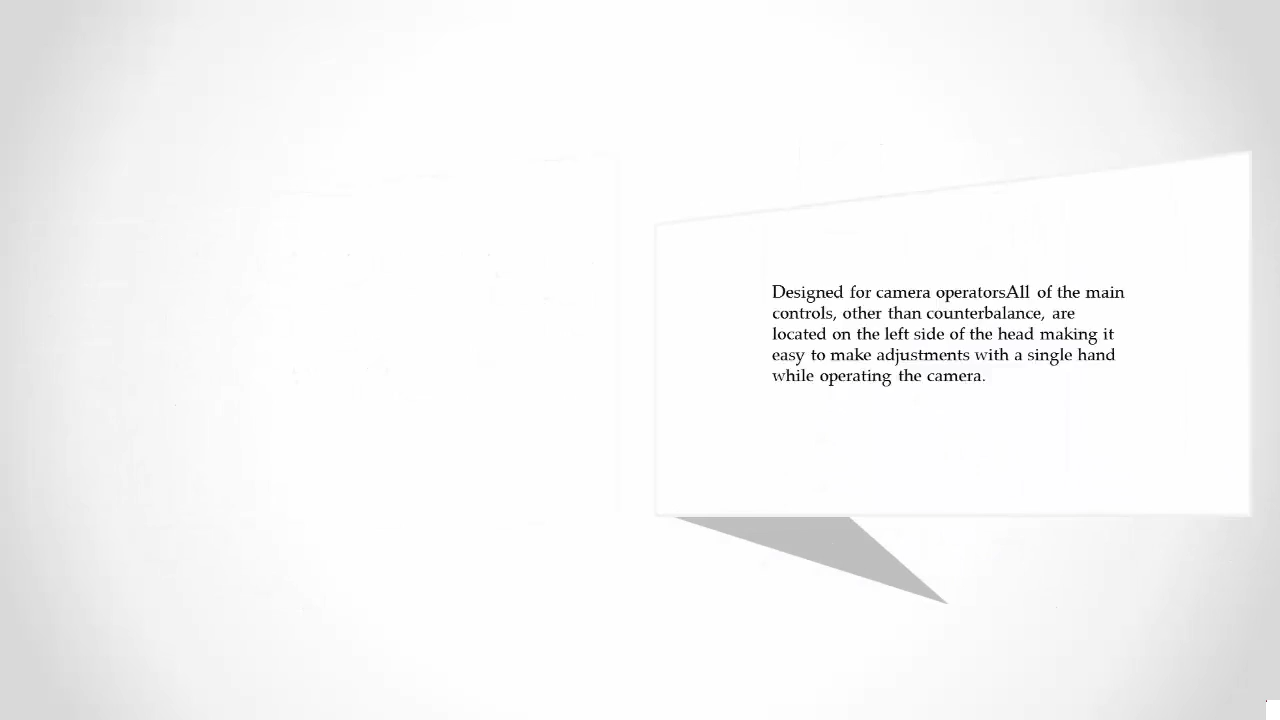 Designed for camera operatorsAll of the main
controls, other than counterbalance, are
located on the left side of the head making it
easy to make adjustments with a single hand
while operating the camera.